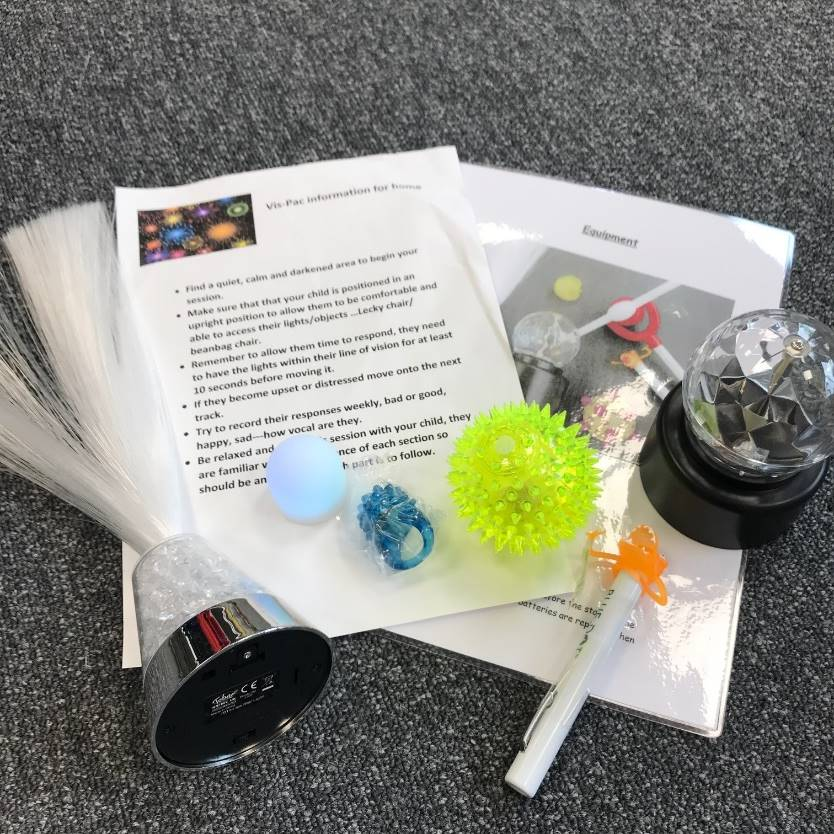 Vis-Pac information for home
Find a quiet, calm and darkened area to begin your
session.
Make sure that that your child is positioned in an
upright position to allow them to be comfortable and
able to access their lights/objects ...Lecky chair/
beanbag chair.
Remember to allow them time to respond, they need
to have the lights within their line of vision for at least
10 seconds before moving it.
If they become upset or distressed move onto the next
track.
Try to record their responses weekly, bad or good,
happy, sad—how vocal are they.
Be relaxed and session with your child, they
are familiar of each section so
should be part is to follow.
Equipment
the
batteries are
Tobar
CE